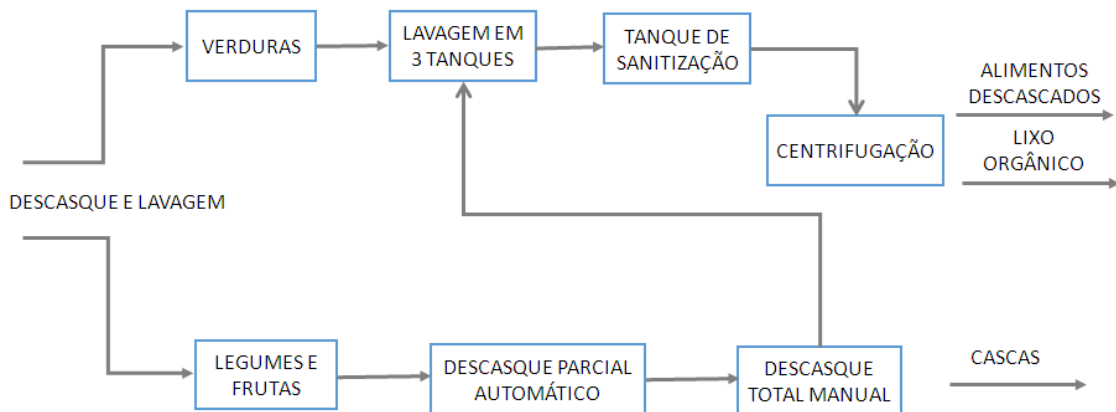 VERDURAS
LAVAGEM EM
3 TANQUES
TANQUE DE
SANITIZAÇÃO
CENTRIFUGAÇÃO
ALIMENTOS
DESCASCADOS
LIXO
ORGÂNICO
DESCASQUE E LAVAGEM
LEGUMES E
FRUTAS
DESCASQUE PARCIAL
AUTOMÁTICO
DESCASQUE
TOTAL MANUAL
CASCAS